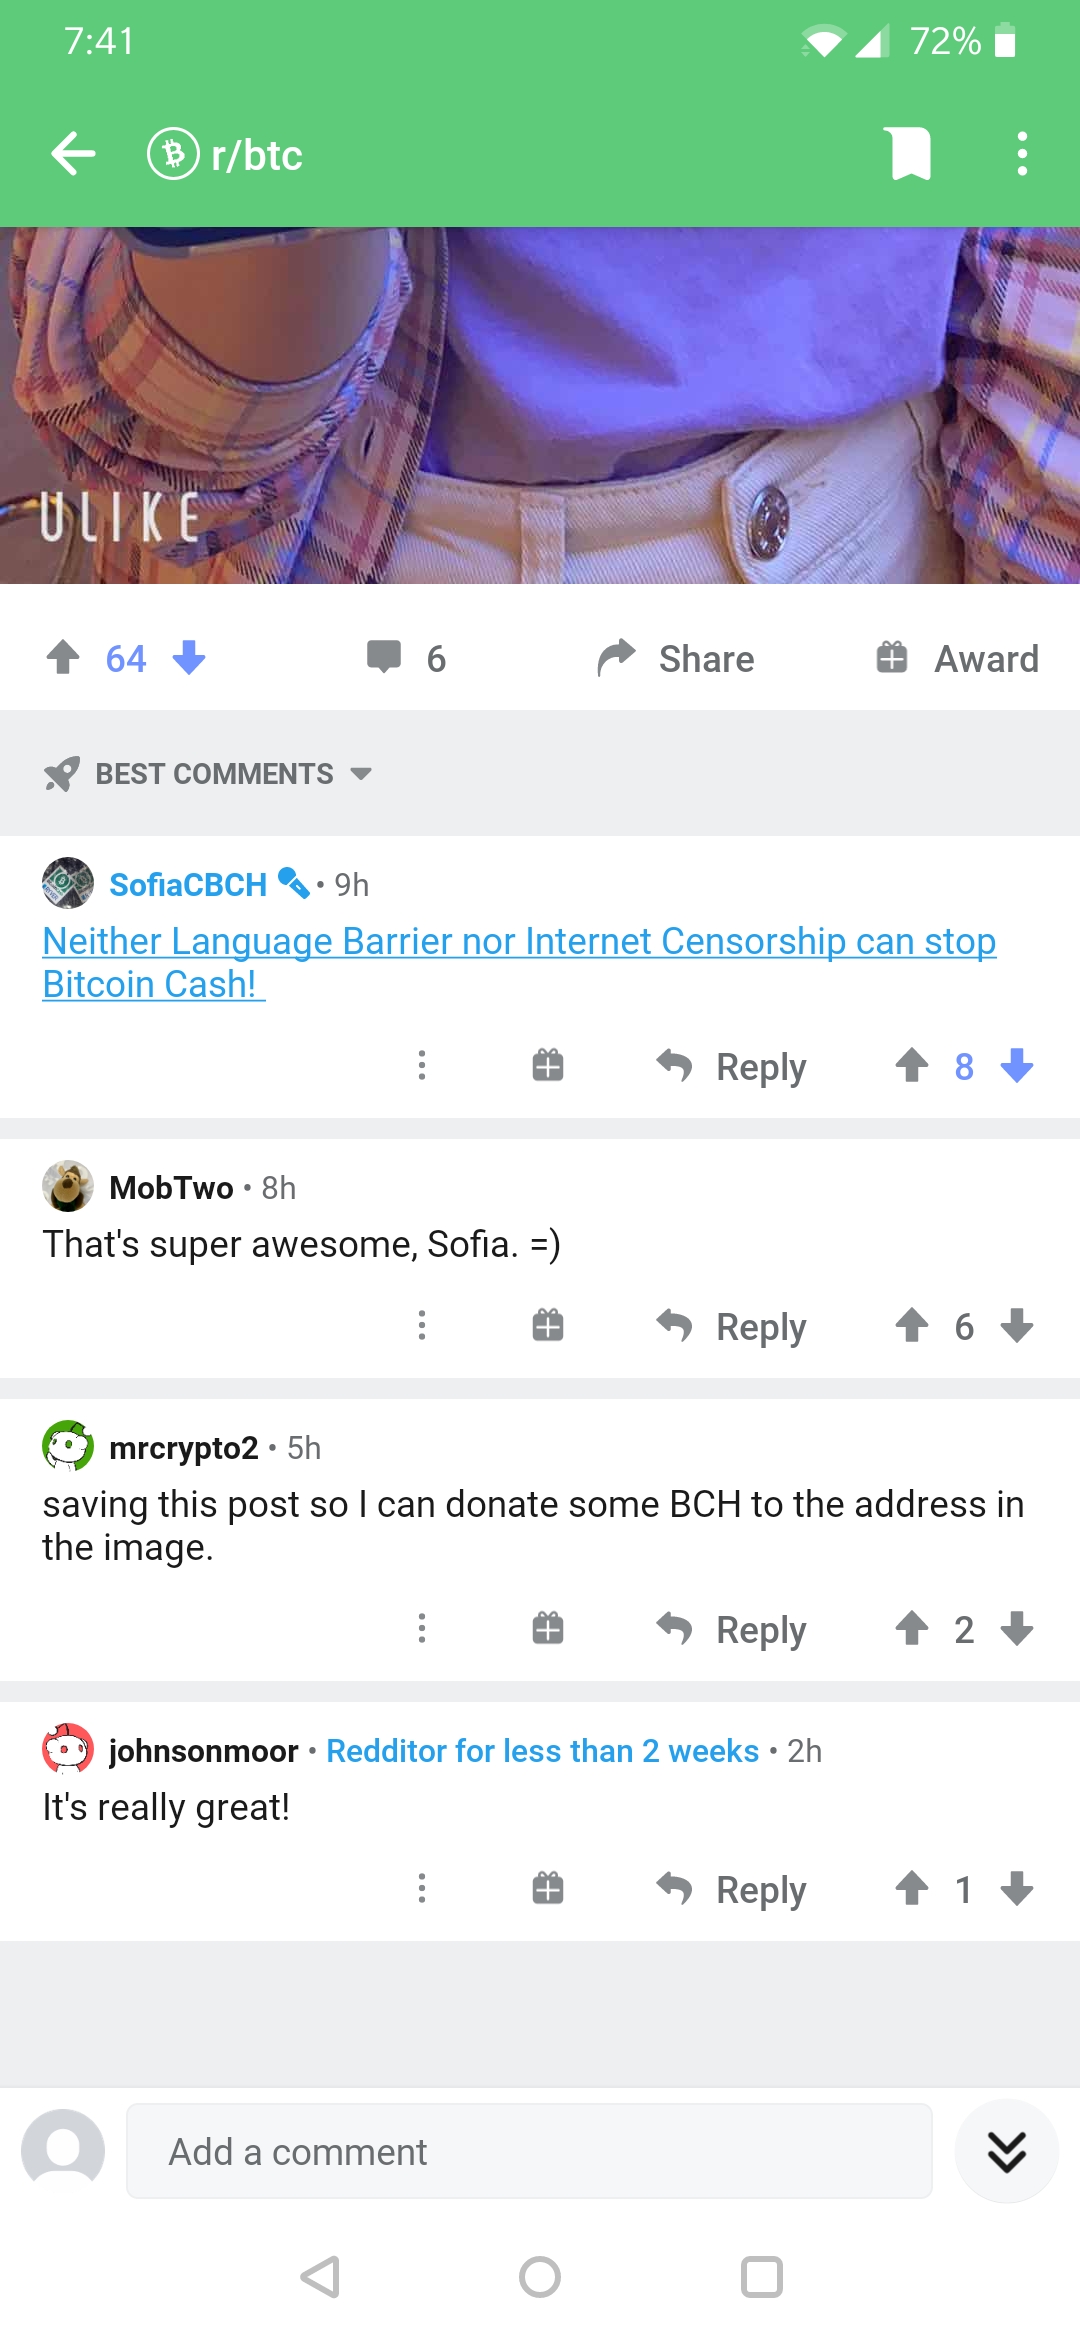 7:41
72%
r/btc
ULIKE
64
6
Share
Award
BEST COMMENTS
SofiaCBCH • 9h
Neither Language Barrier nor Internet Censorship can stop
Bitcoin Cash!
Reply
8
MobTwo • 8h
That's super awesome, Sofia. =)
Reply
6
mrcrypto2 • 5h
saving this post so I can donate some BCH to the address in
the image.
Reply
2
johnsonmoor • Redditor for less than 2 weeks • 2h
It's really great!
Reply
1
Add a comment